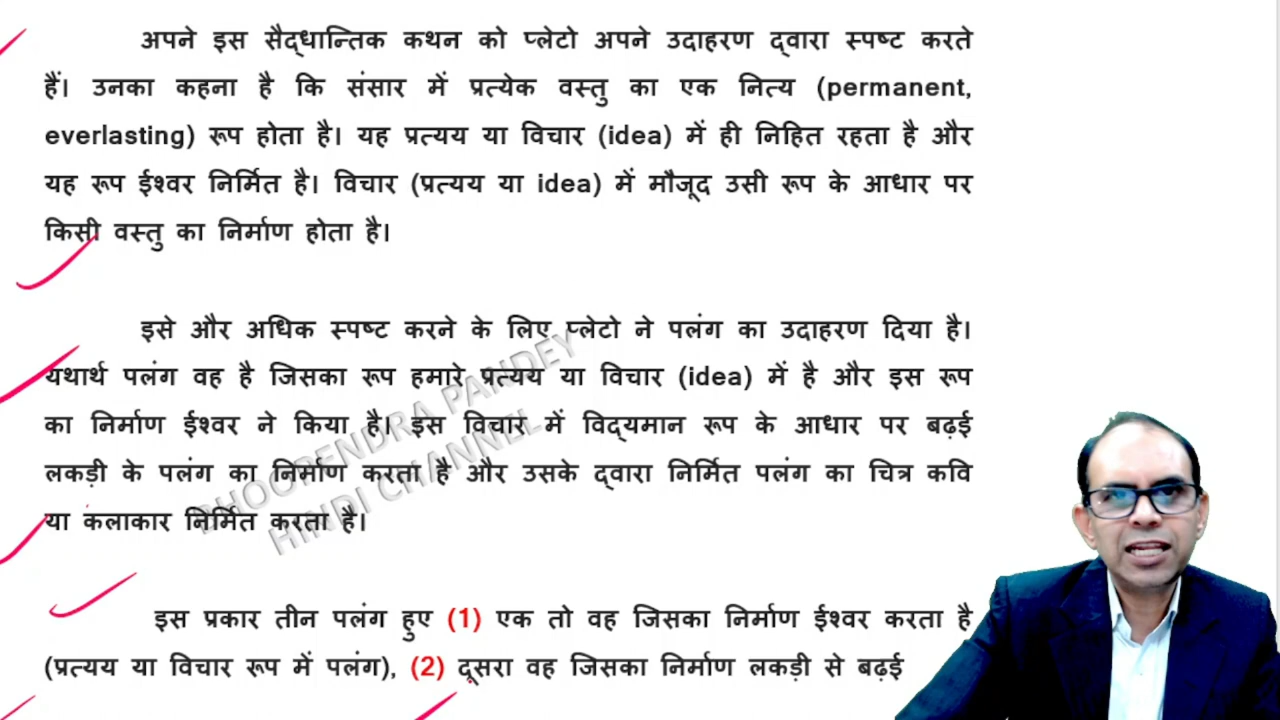 अपने इस सैद्धान्तिक कथन को प्लेटो अपने उदाहरण द्वारा स्पष्ट करते
हैं। उनका कहना है कि संसार में प्रत्येक वस्तु का एक नित्य (permanent,
everlasting) रूप होता है। यह प्रत्यय या विचार (idea) में ही निहित रहता है और
यह रूप ईश्वर निर्मित है। विचार (प्रत्यय या idea) में मौजूद उसी रूप के आधार पर
किसी वस्तु का निर्माण होता है।
इसे और अधिक स्पष्ट करने के लिए प्लेटो ने पलंग का उदाहरण दिया है।
यथार्थ पलंग वह है जिसका रूप हमारे प्रत्यय या विचार (idea) में है और इस रूप
का निर्माण ईश्वर ने किया है। इस विचार में विद्यमान रूप के आधार पर बढ़ई
लकड़ी के पलंग का निर्माण करता है और उसके द्वारा निर्मित पलंग का चित्र कवि
या कलाकार निर्मित करता है।
इस प्रकार तीन पलंग हुए (1) एक तो वह जिसका निर्माण ईश्वर करता है
(प्रत्यय या विचार रूप में पलंग), (2) दूसरा वह जिसका निर्माण लकड़ी से बढ़ई
BHOOPENDRA PANDEY
HINDI CHANNEL